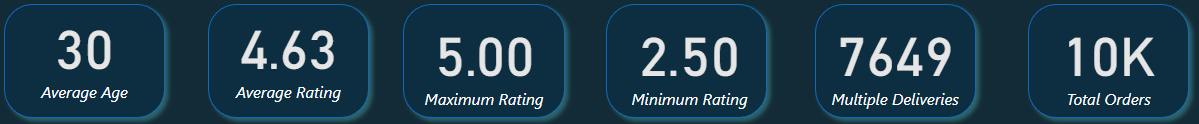 30
Average Age
4.63
Average Rating
5.00
Maximum Rating
2.50
Minimum Rating
7649
Multiple Deliveries
10K
Total Orders